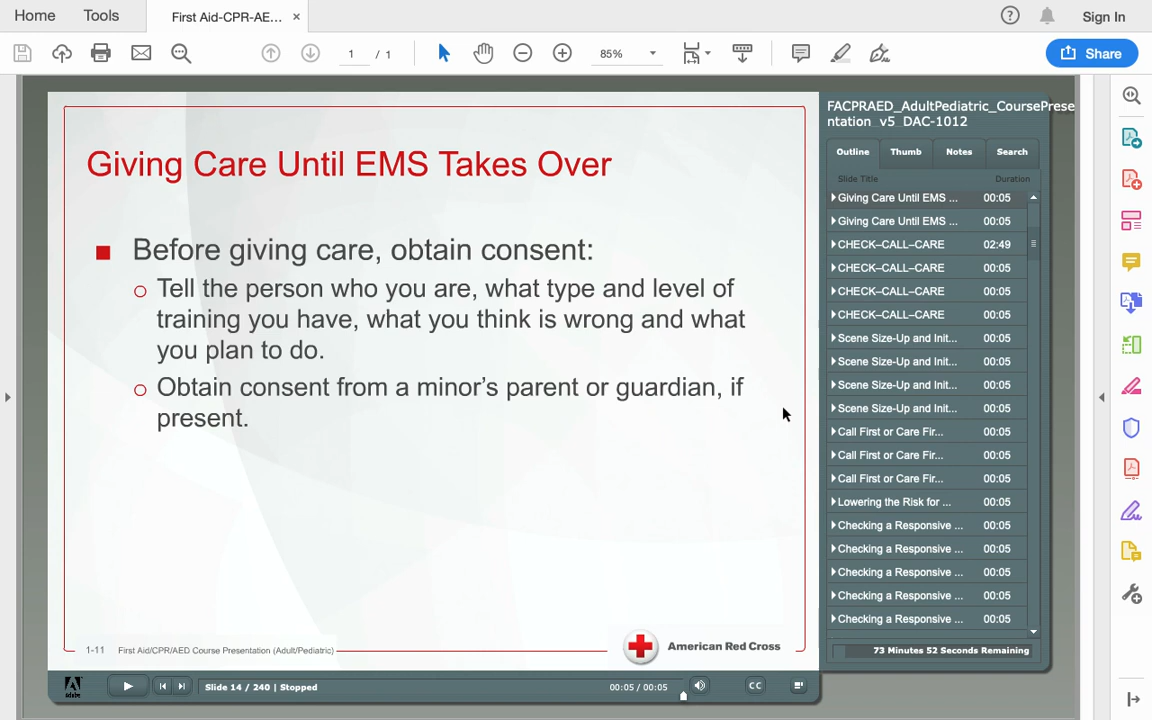 Home Tools First Aid-CPR-AE... × Sign In
1 / 1 85% Share
Giving Care Until EMS Takes Over
■ Before giving care, obtain consent:
○ Tell the person who you are, what type and level of
training you have, what you think is wrong and what
you plan to do.
○ Obtain consent from a minor's parent or guardian, if
present.
1-11 First Aid/CPR/AED Course Presentation (Adult/Pediatric)
American Red Cross
FACPRAED_AdultPediatric_CoursePrese
ntation_v5_DAC-1012
Outline Thumb Notes Search
Slide Title Duration
Giving Care Until EMS ... 00:05
Giving Care Until EMS ... 00:05
CHECK–CALL–CARE 02:49
CHECK–CALL–CARE 00:05
CHECK–CALL–CARE 00:05
CHECK–CALL–CARE 00:05
Scene Size-Up and Init... 00:05
Scene Size-Up and Init... 00:05
Scene Size-Up and Init... 00:05
Scene Size-Up and Init... 00:05
Call First or Care Fir... 00:05
Call First or Care Fir... 00:05
Call First or Care Fir... 00:05
Lowering the Risk for ... 00:05
Checking a Responsive ... 00:05
Checking a Responsive ... 00:05
Checking a Responsive ... 00:05
Checking a Responsive ... 00:05
Checking a Responsive ... 00:05
73 Minutes 52 Seconds Remaining
Adobe Slide 14 / 240 | Stopped 00:05 / 00:05 CC